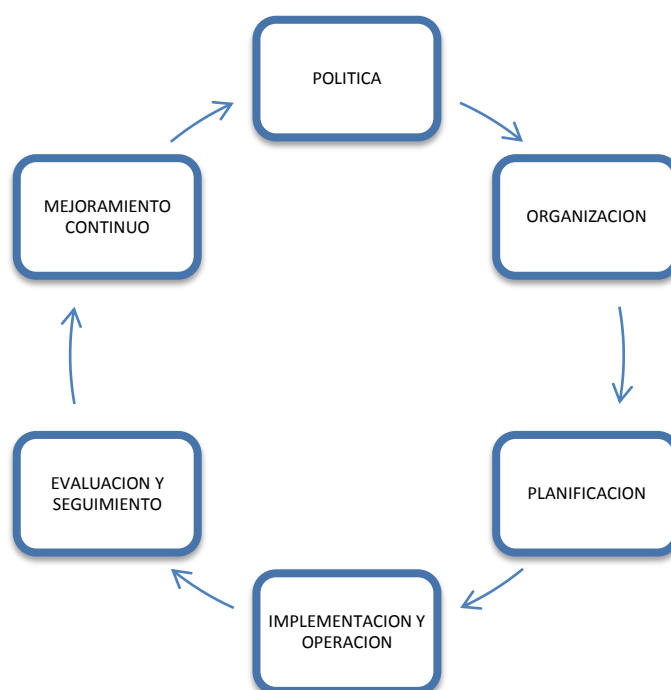 POLITICA
ORGANIZACION
PLANIFICACION
IMPLEMENTACION Y
OPERACION
EVALUACION Y
SEGUIMIENTO
MEJORAMIENTO
CONTINUO